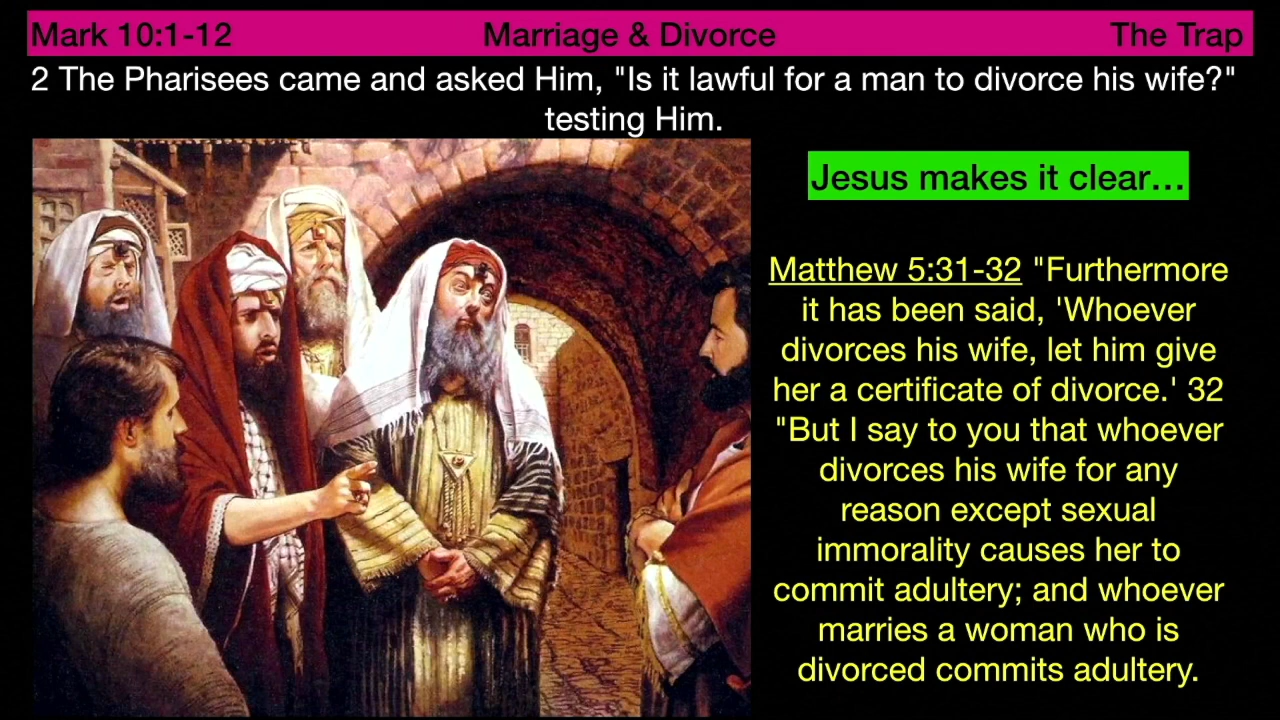 Mark 10:1-12 Marriage & Divorce The Trap
2 The Pharisees came and asked Him, "Is it lawful for a man to divorce his wife?"
testing Him.
Jesus makes it clear...
Matthew 5:31-32 "Furthermore
it has been said, 'Whoever
divorces his wife, let him give
her a certificate of divorce.' 32
"But I say to you that whoever
divorces his wife for any
reason except sexual
immorality causes her to
commit adultery; and whoever
marries a woman who is
divorced commits adultery.